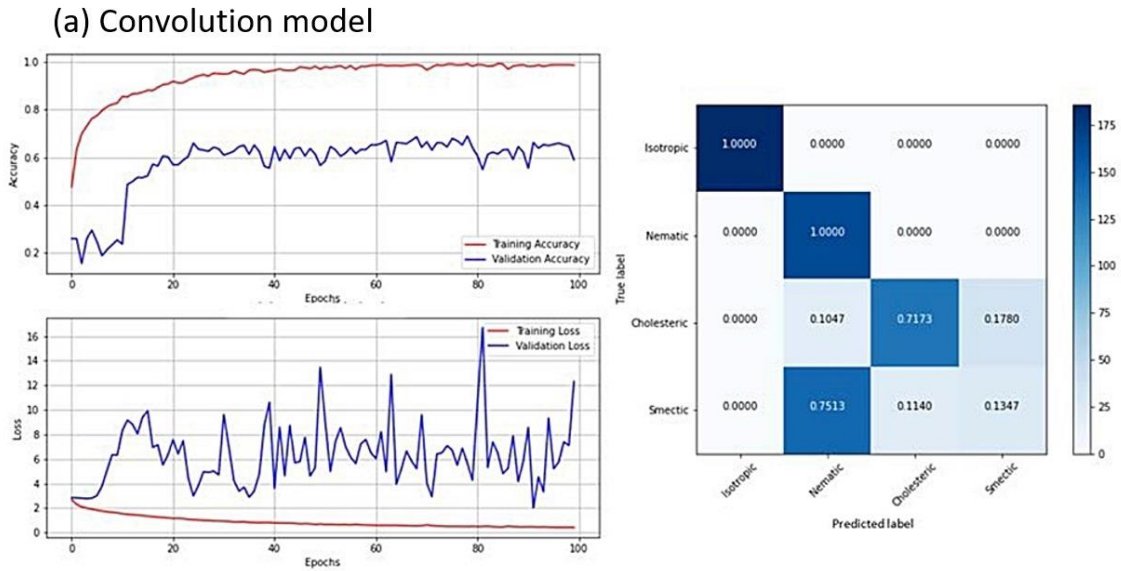 (a) Convolution model
1.0
0.8
0.6
0.4
0.2
Accuracy
Training Accuracy
Validation Accuracy
0 20 40 60 80 100
Epochs
16
14
12
10
8
6
4
2
0
Loss
Training Loss
Validation Loss
0 20 40 60 80 100
Epochs
True label
Isotropic 1.0000 0.0000 0.0000 0.0000
Nematic 0.0000 1.0000 0.0000 0.0000
Cholesteric 0.0000 0.1047 0.7173 0.1780
Smectic 0.0000 0.7513 0.1140 0.1347
Isotropic Nematic Cholesteric Smectic
Predicted label
175
150
125
100
75
50
25
0